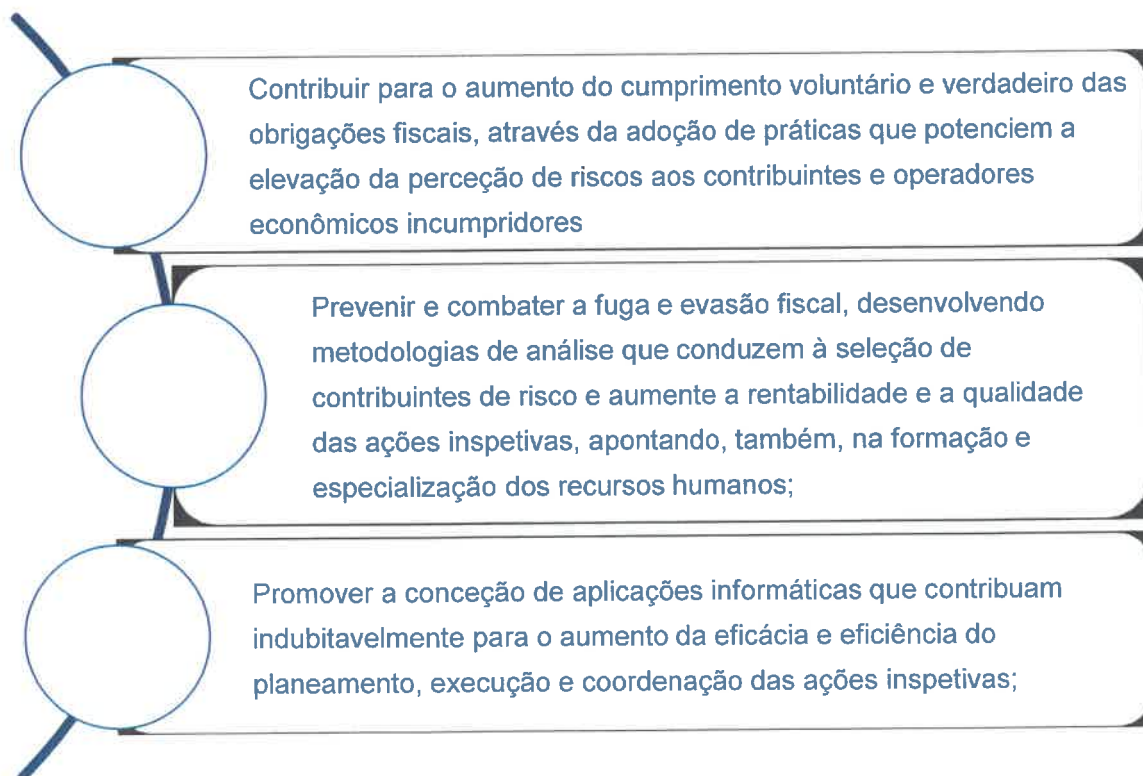 Contribuir para o aumento do cumprimento voluntário e verdadeiro das
obrigações fiscais, através da adoção de práticas que potenciem a
elevação da perceção de riscos aos contribuintes e operadores
econômicos incumpridores
Prevenir e combater a fuga e evasão fiscal, desenvolvendo
metodologias de análise que conduzem à seleção de
contribuintes de risco e aumente a rentabilidade e a qualidade
das ações inspetivas, apontando, também, na formação e
especialização dos recursos humanos;
Promover a conceção de aplicações informáticas que contribuam
indubitavelmente para o aumento da eficácia e eficiência do
planeamento, execução e coordenação das ações inspetivas;